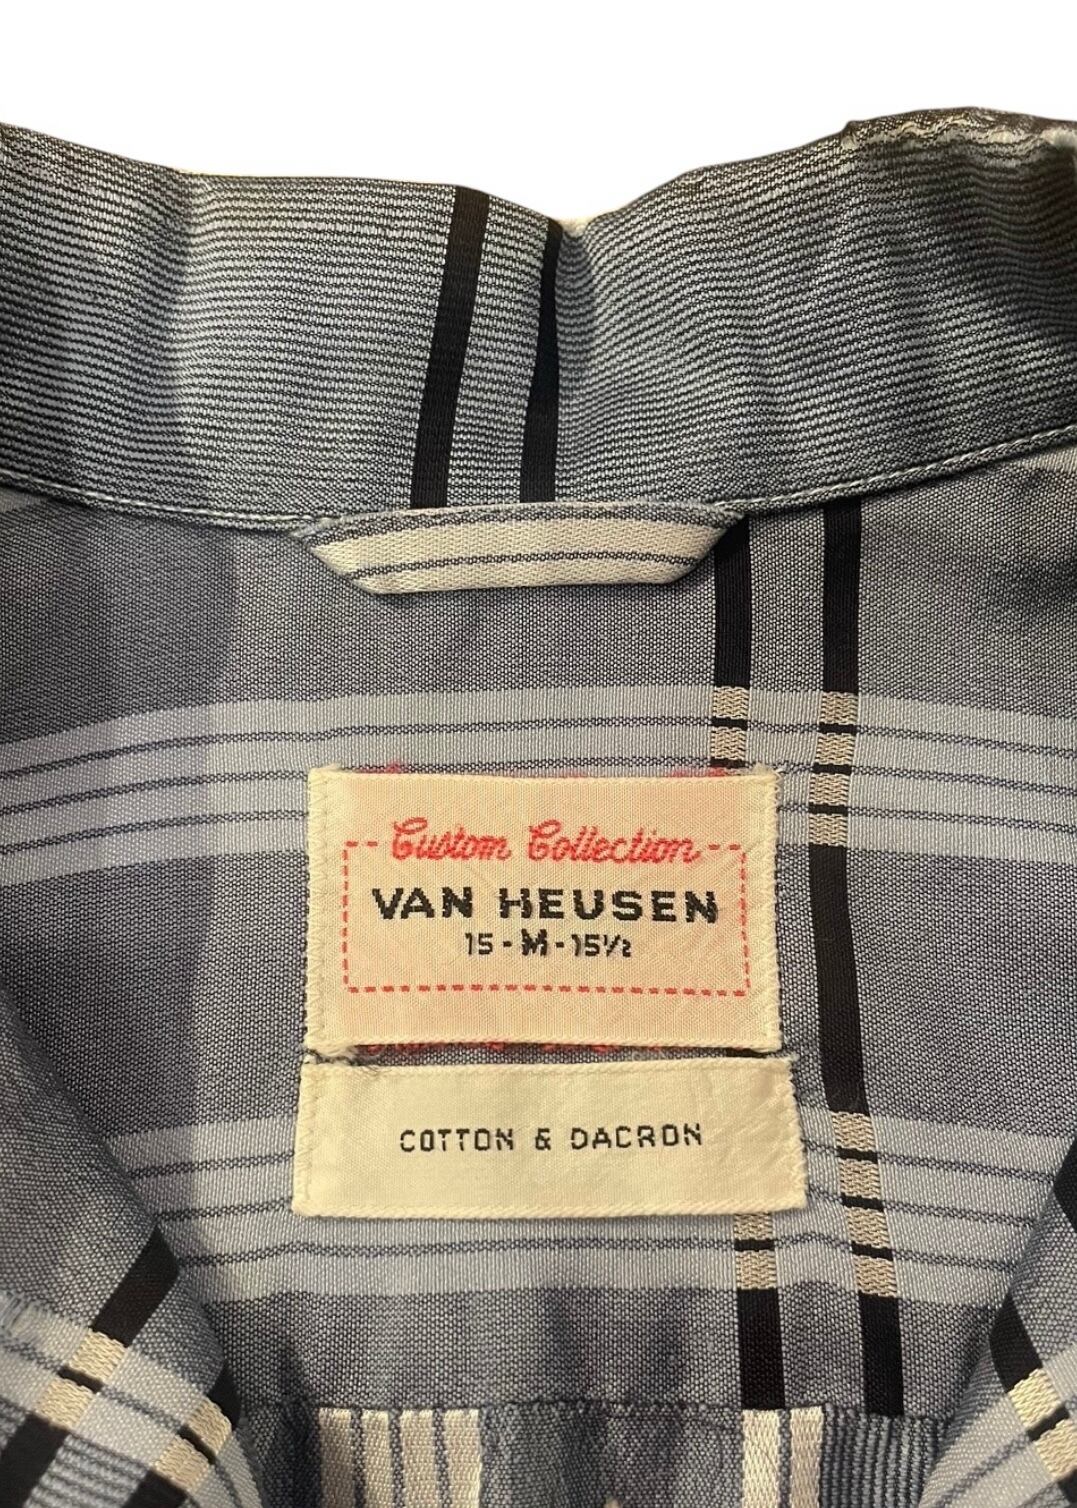 Custom Collection
VAN HEUSEN
15 - M - 15½
COTTON & DACRON